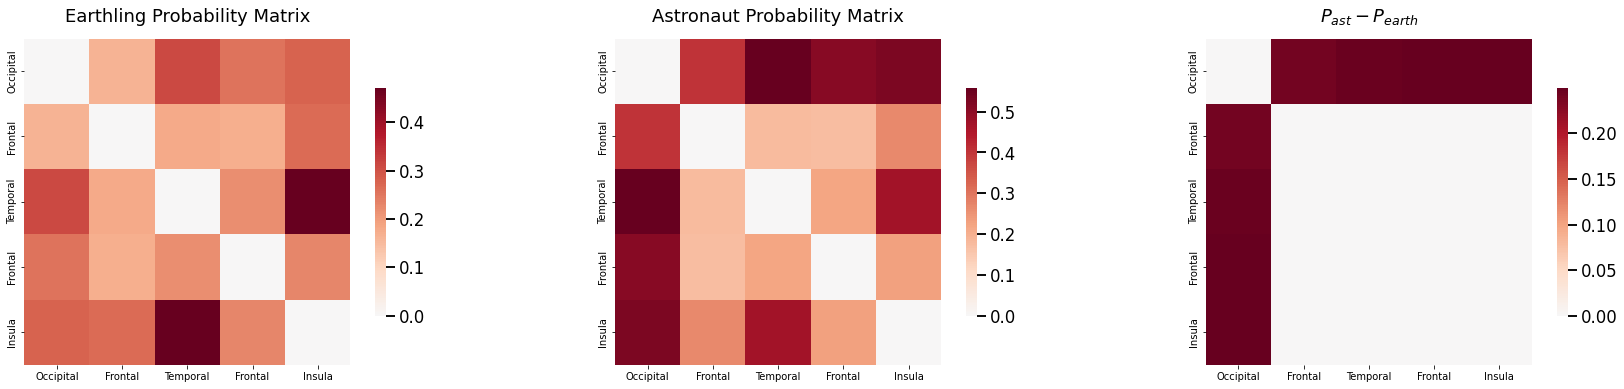 Earthling Probability Matrix
Occipital
Frontal
Temporal
Frontal
Insula
Occipital Frontal Temporal Frontal Insula
0.4
0.3
0.2
0.1
0.0
Astronaut Probability Matrix
Occipital
Frontal
Temporal
Frontal
Insula
Occipital Frontal Temporal Frontal Insula
0.5
0.4
0.3
0.2
0.1
0.0
P_ast − P_earth
Occipital
Frontal
Temporal
Frontal
Insula
Occipital Frontal Temporal Frontal Insula
0.20
0.15
0.10
0.05
0.00